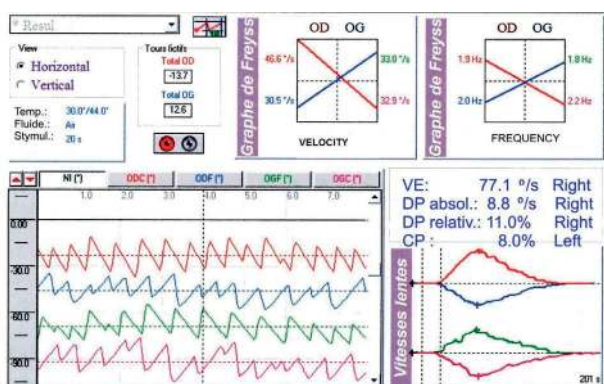 * Resul
View
Horizontal
Vertical
Temp.: 30.0°/44.0°
Fluide.: Air
Stymul.: 20 s
Tours fictifs
Total OD
-13.7
Total OG
12.6
Graphe de Freyss
OD OG
46.6 °/s 33.0 °/s
30.5 °/s 32.9 °/s
VELOCITY
Graphe de Freyss
OD OG
1.9 Hz 1.9 Hz
2.0 Hz 2.2 Hz
FREQUENCY
NI (°) ODC (°) ODF (°) OGF (°) OGC (°)
1.0 2.0 3.0 4.0 5.0 6.0 7.0
0.00
-30.0
-60.0
-90.0
VE: 77.1 º/s Right
DP absol.: 8.8 º/s Right
DP relativ.: 11.0% Right
CP : 8.0% Left
Vitesses lentes
201 s